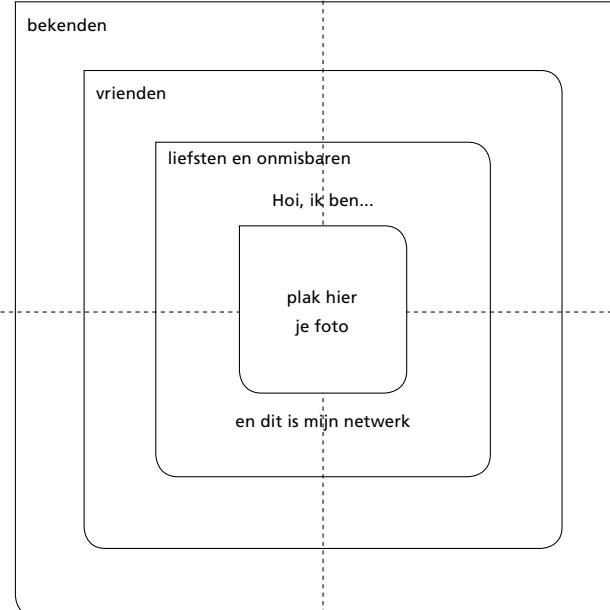 bekenden
vrienden
liefsten en onmisbaren
Hoi, ik ben...
plak hier
je foto
en dit is mijn netwerk